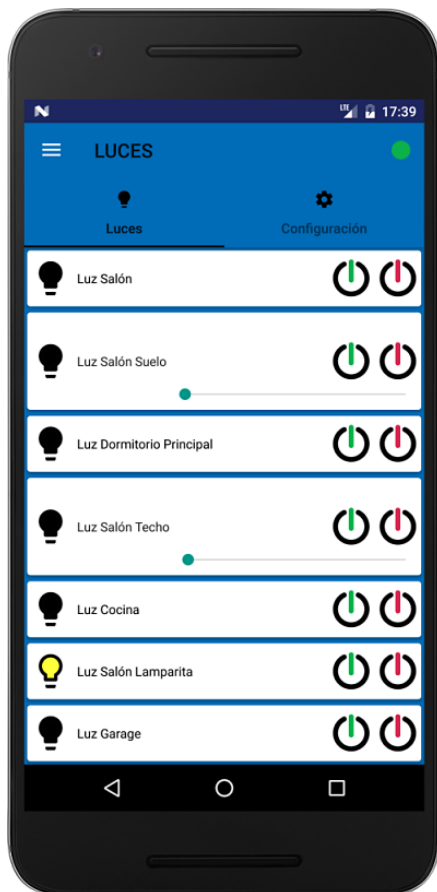 LTE 17:39
LUCES
Luces Configuración
Luz Salón
Luz Salón Suelo
Luz Dormitorio Principal
Luz Salón Techo
Luz Cocina
Luz Salón Lamparita
Luz Garage